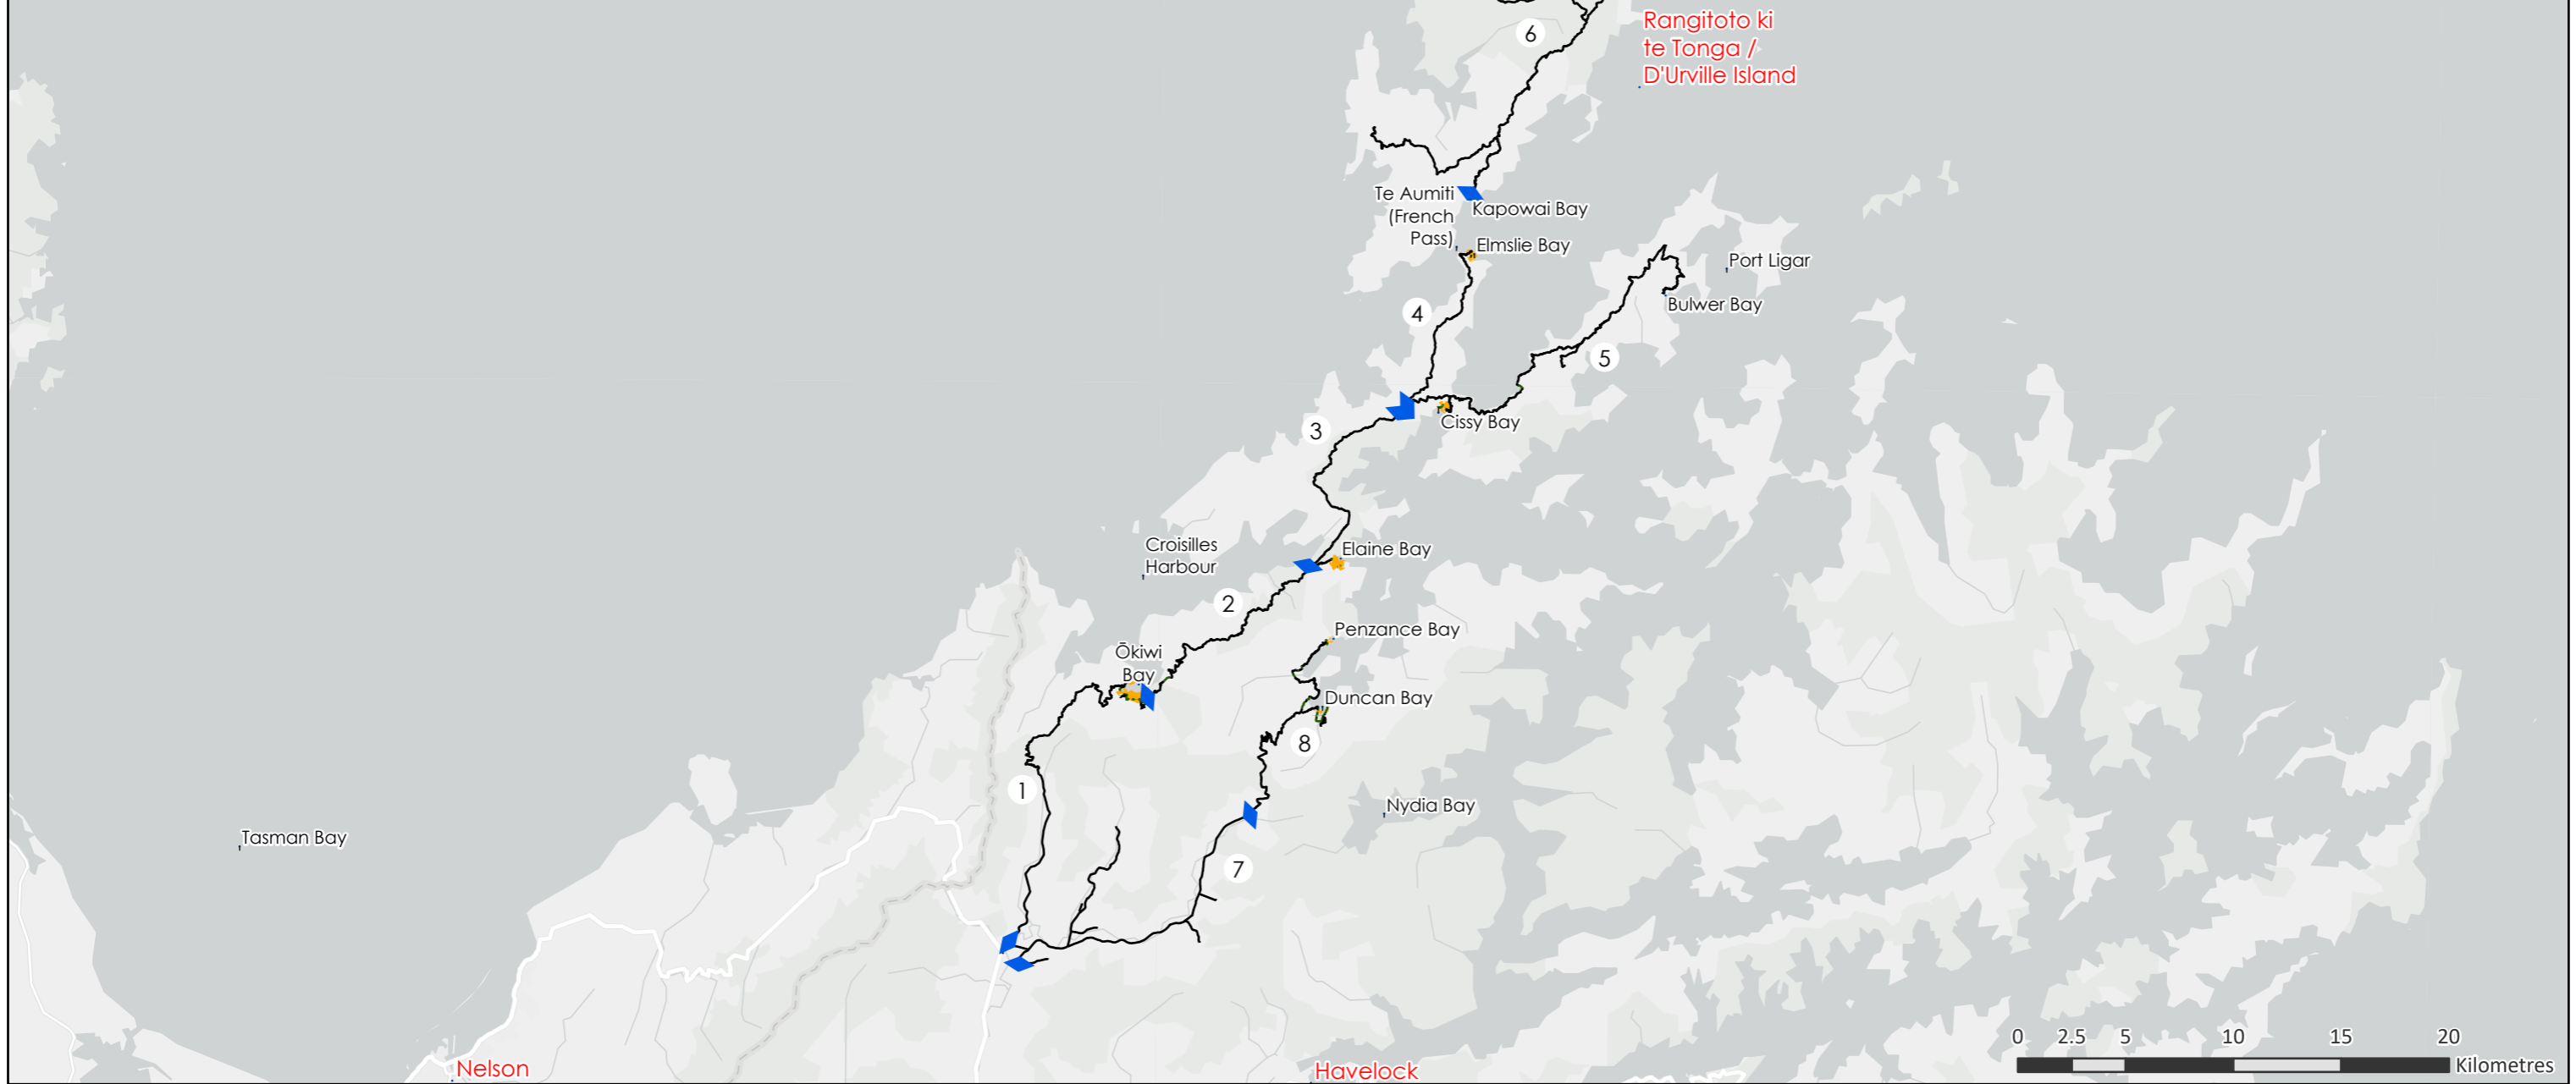 6
Rangitoto ki
te Tonga /
D'Urville Island
Te Aumiti
(French
Pass)
Kapowai Bay
Elmslie Bay
Port Ligar
Bulwer Bay
4
5
Cissy Bay
3
Croisilles
Harbour
Elaine Bay
2
Penzance Bay
Ōkiwi
Bay
Duncan Bay
8
1
Nydia Bay
Tasman Bay
7
0 2.5 5 10 15 20
Kilometres
Nelson
Havelock